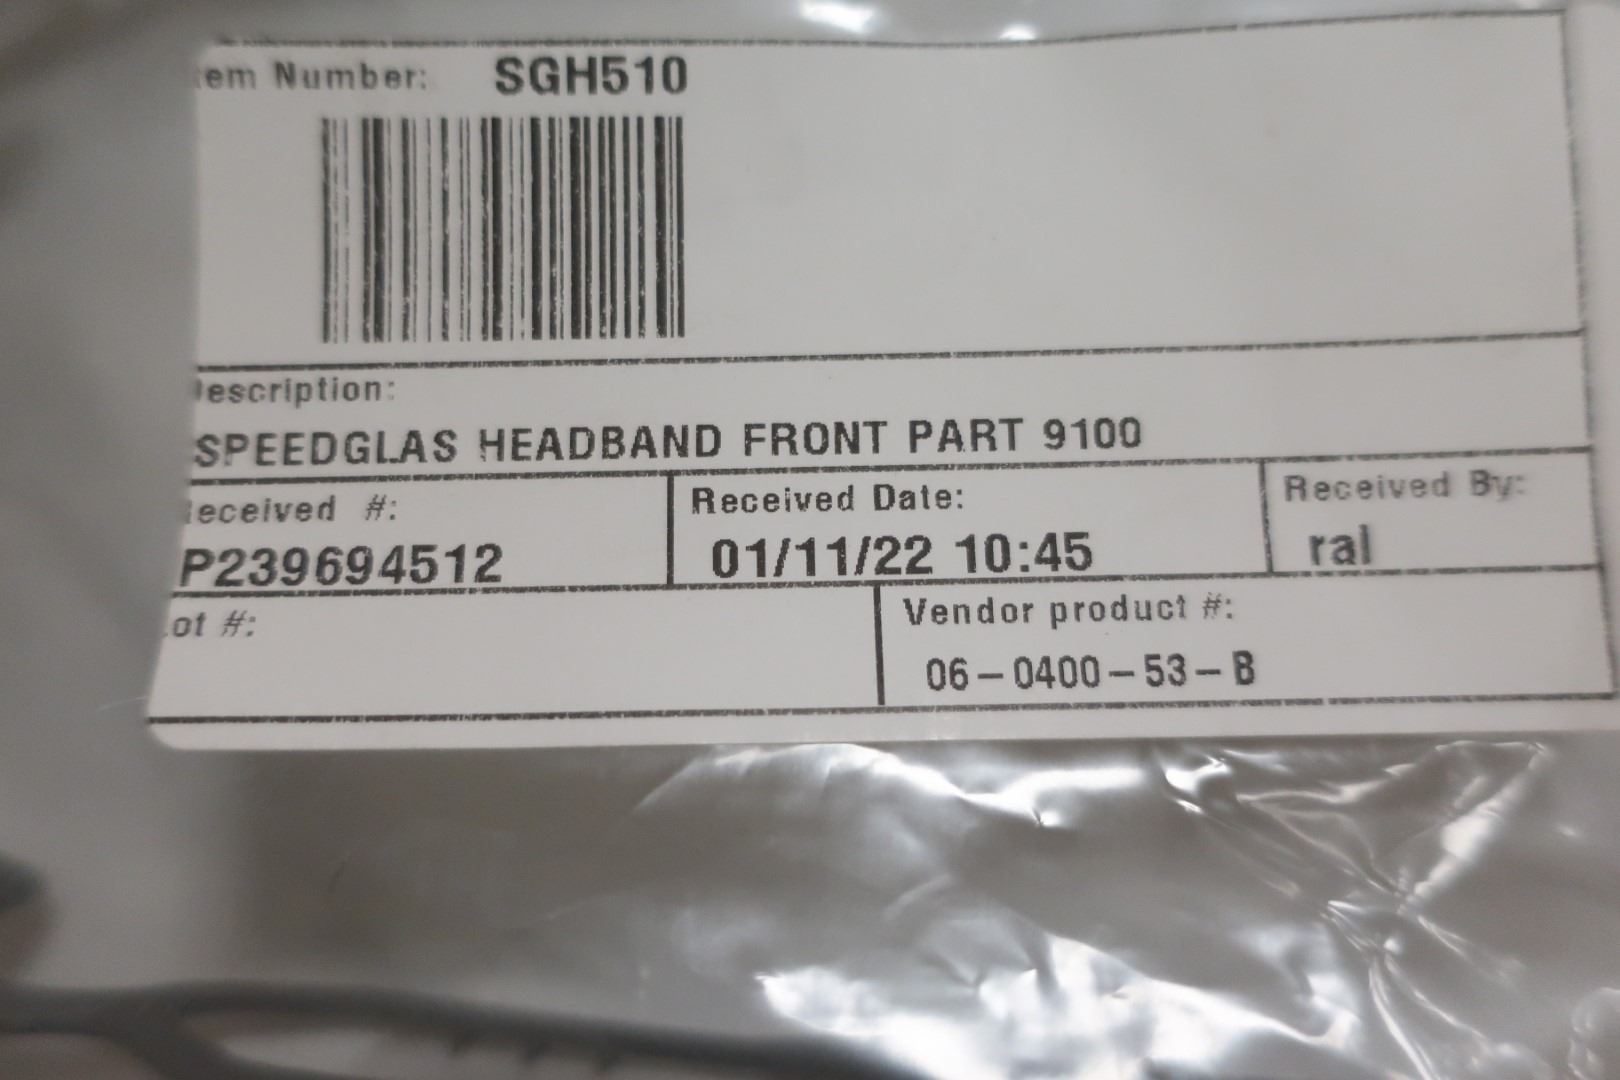 em Number: SGH510
escription:
SPEEDGLAS HEADBAND FRONT PART 9100
eceived #:
P239694512
Received Date:
01/11/22 10:45
Received By:
ral
ot #:
Vendor product #:
06-0400-53-B